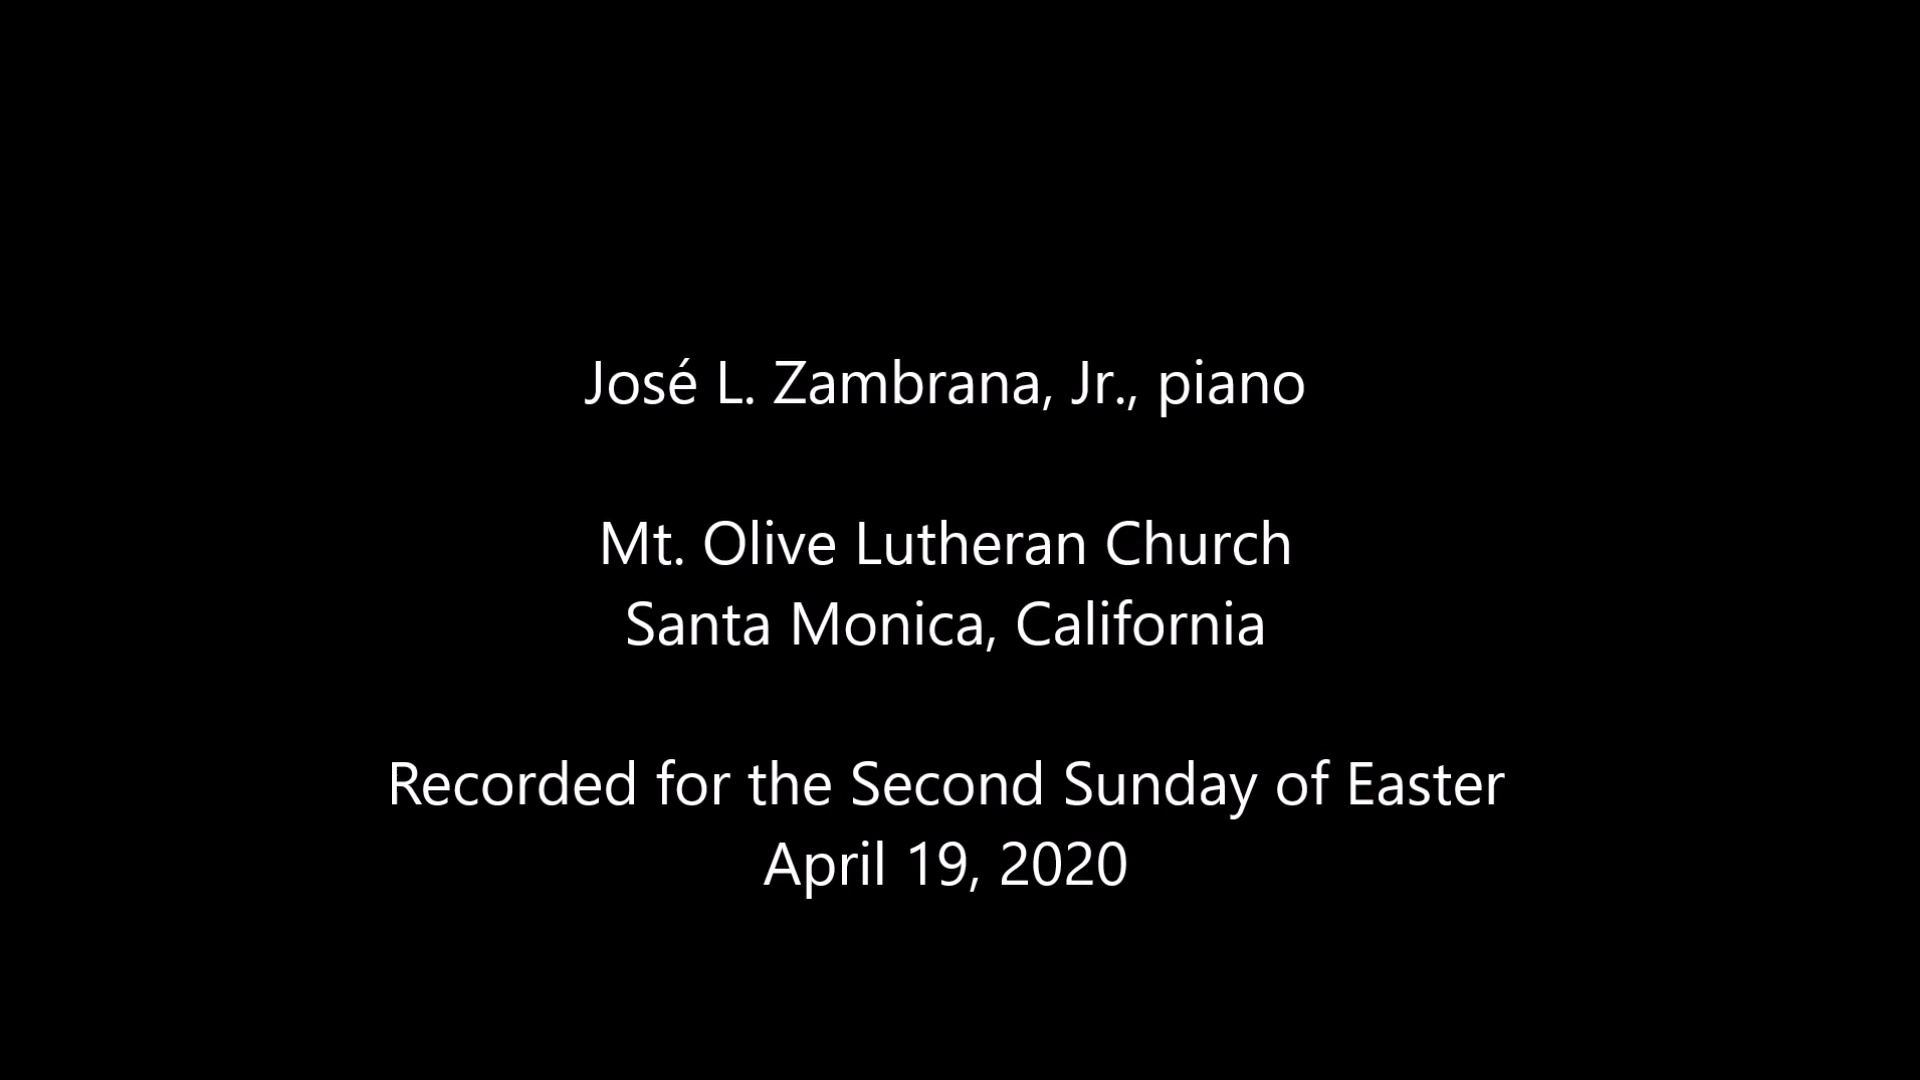 José L. Zambrana, Jr., piano
Mt. Olive Lutheran Church
Santa Monica, California
Recorded for the Second Sunday of Easter
April 19, 2020